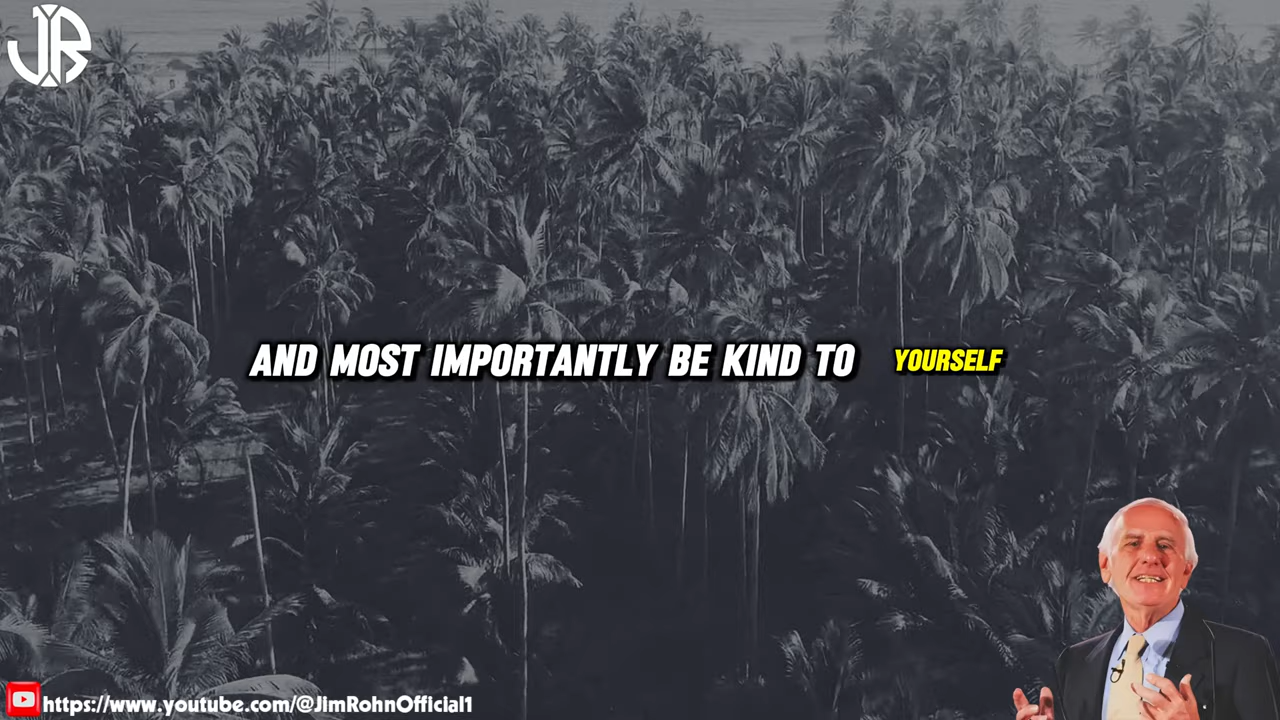 JR
AND MOST IMPORTANTLY BE KIND TO YOURSELF
https://www.youtube.com/@JimRohnOfficial1